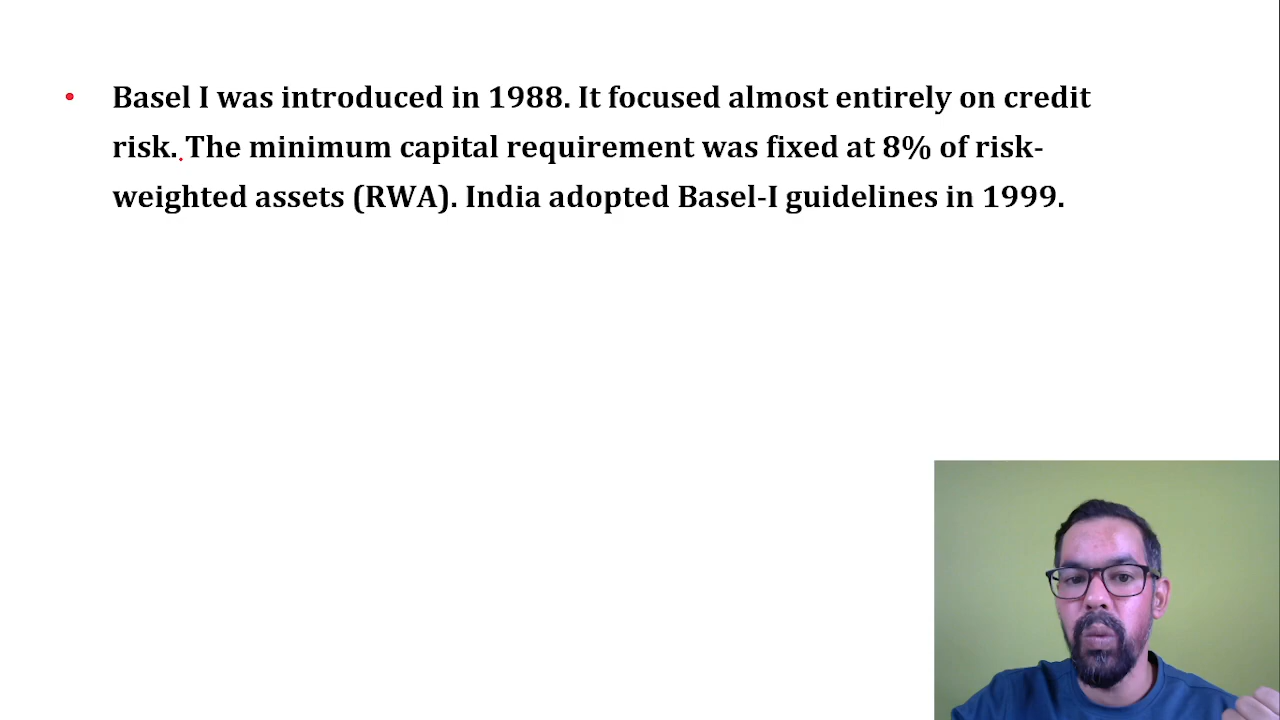 • Basel I was introduced in 1988. It focused almost entirely on credit
risk. The minimum capital requirement was fixed at 8% of risk-
weighted assets (RWA). India adopted Basel-I guidelines in 1999.